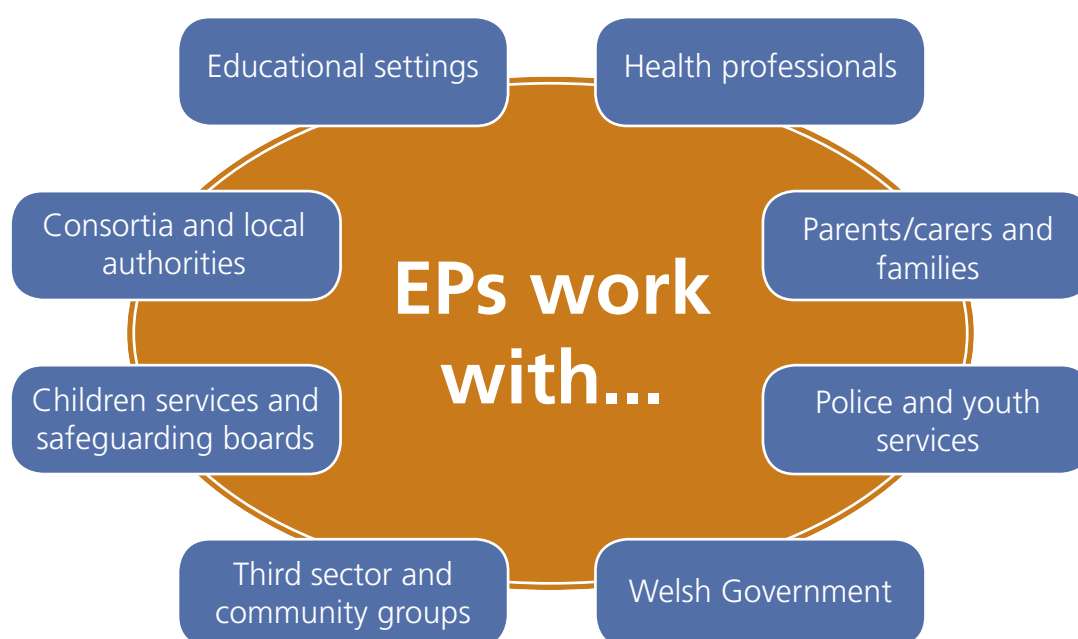 Educational settings
Health professionals
Consortia and local
authorities
Parents/carers and
families
EPs work
with...
Children services and
safeguarding boards
Police and youth
services
Third sector and
community groups
Welsh Government